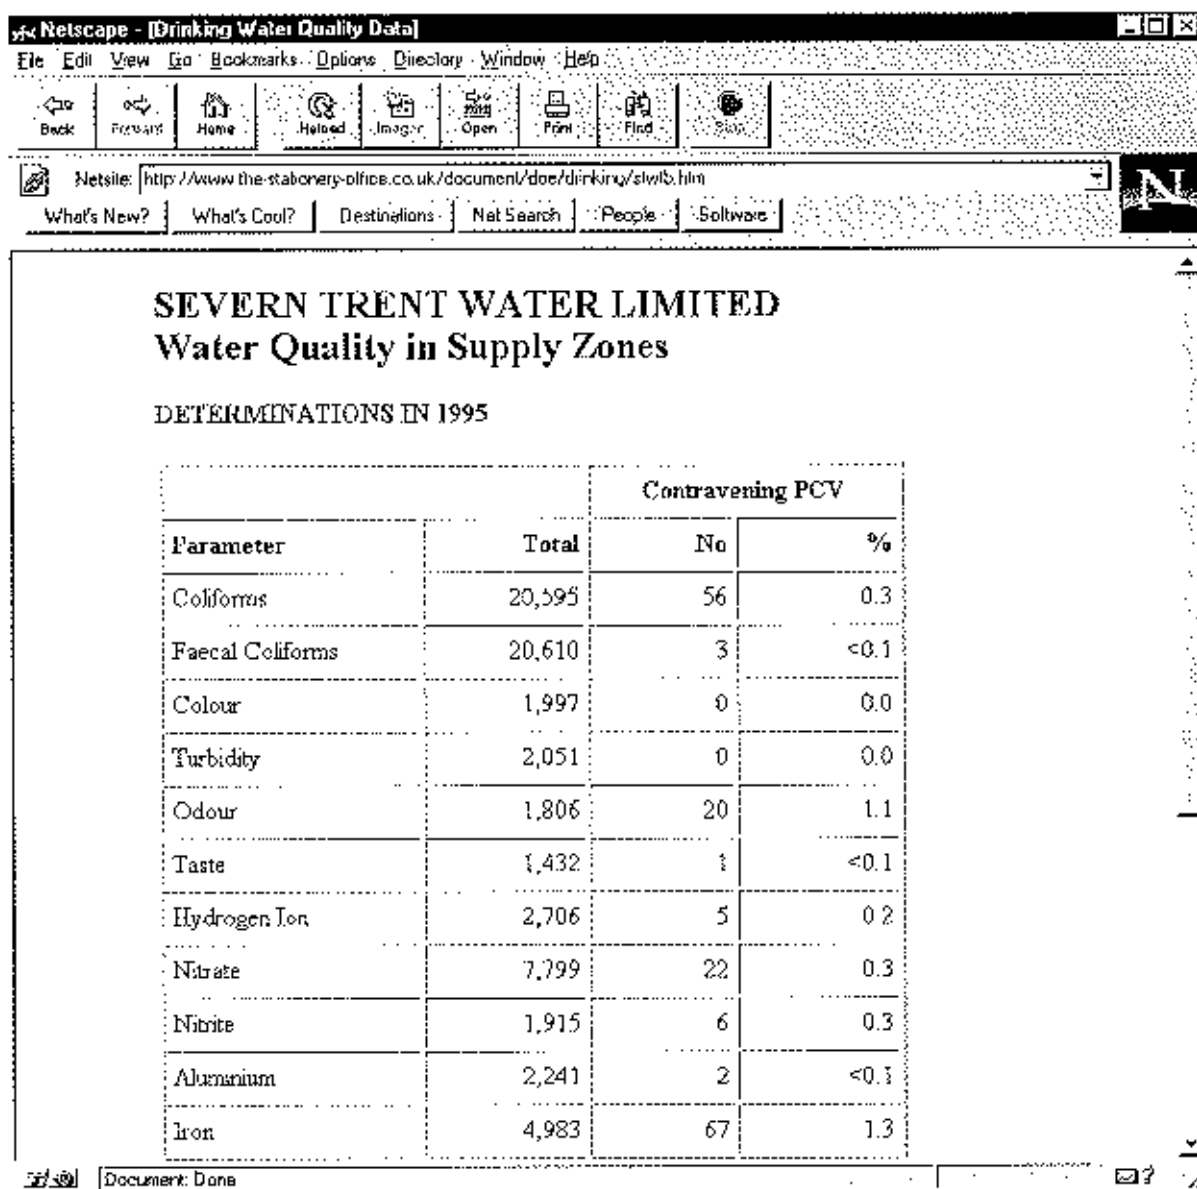 Netscape - [Drinking Water Quality Data]
File Edit View Go Bookmarks Options Directory Window Help
Back Forward Home Reload Images Open Print Find Stop
Netsite: http://www.the-stationery-office.co.uk/document/doe/drinking/
What's New? What's Cool? Destinations Net Search People Software
N
SEVERN TRENT WATER LIMITED
Water Quality in Supply Zones
DETERMINATIONS IN 1995
Contravening PCV
Parameter Total No %
Coliforms 20,595 56 0.3
Faecal Coliforms 20,610 3 <0.1
Colour 1,997 0 0.0
Turbidity 2,051 0 0.0
Odour 1,806 20 1.1
Taste 1,432 1 <0.1
Hydrogen Ion 2,706 5 0.2
Nitrate 7,799 22 0.3
Nitrite 1,915 6 0.3
Aluminium 2,241 2 <0.1
Iron 4,983 67 1.3
Document: Done
?